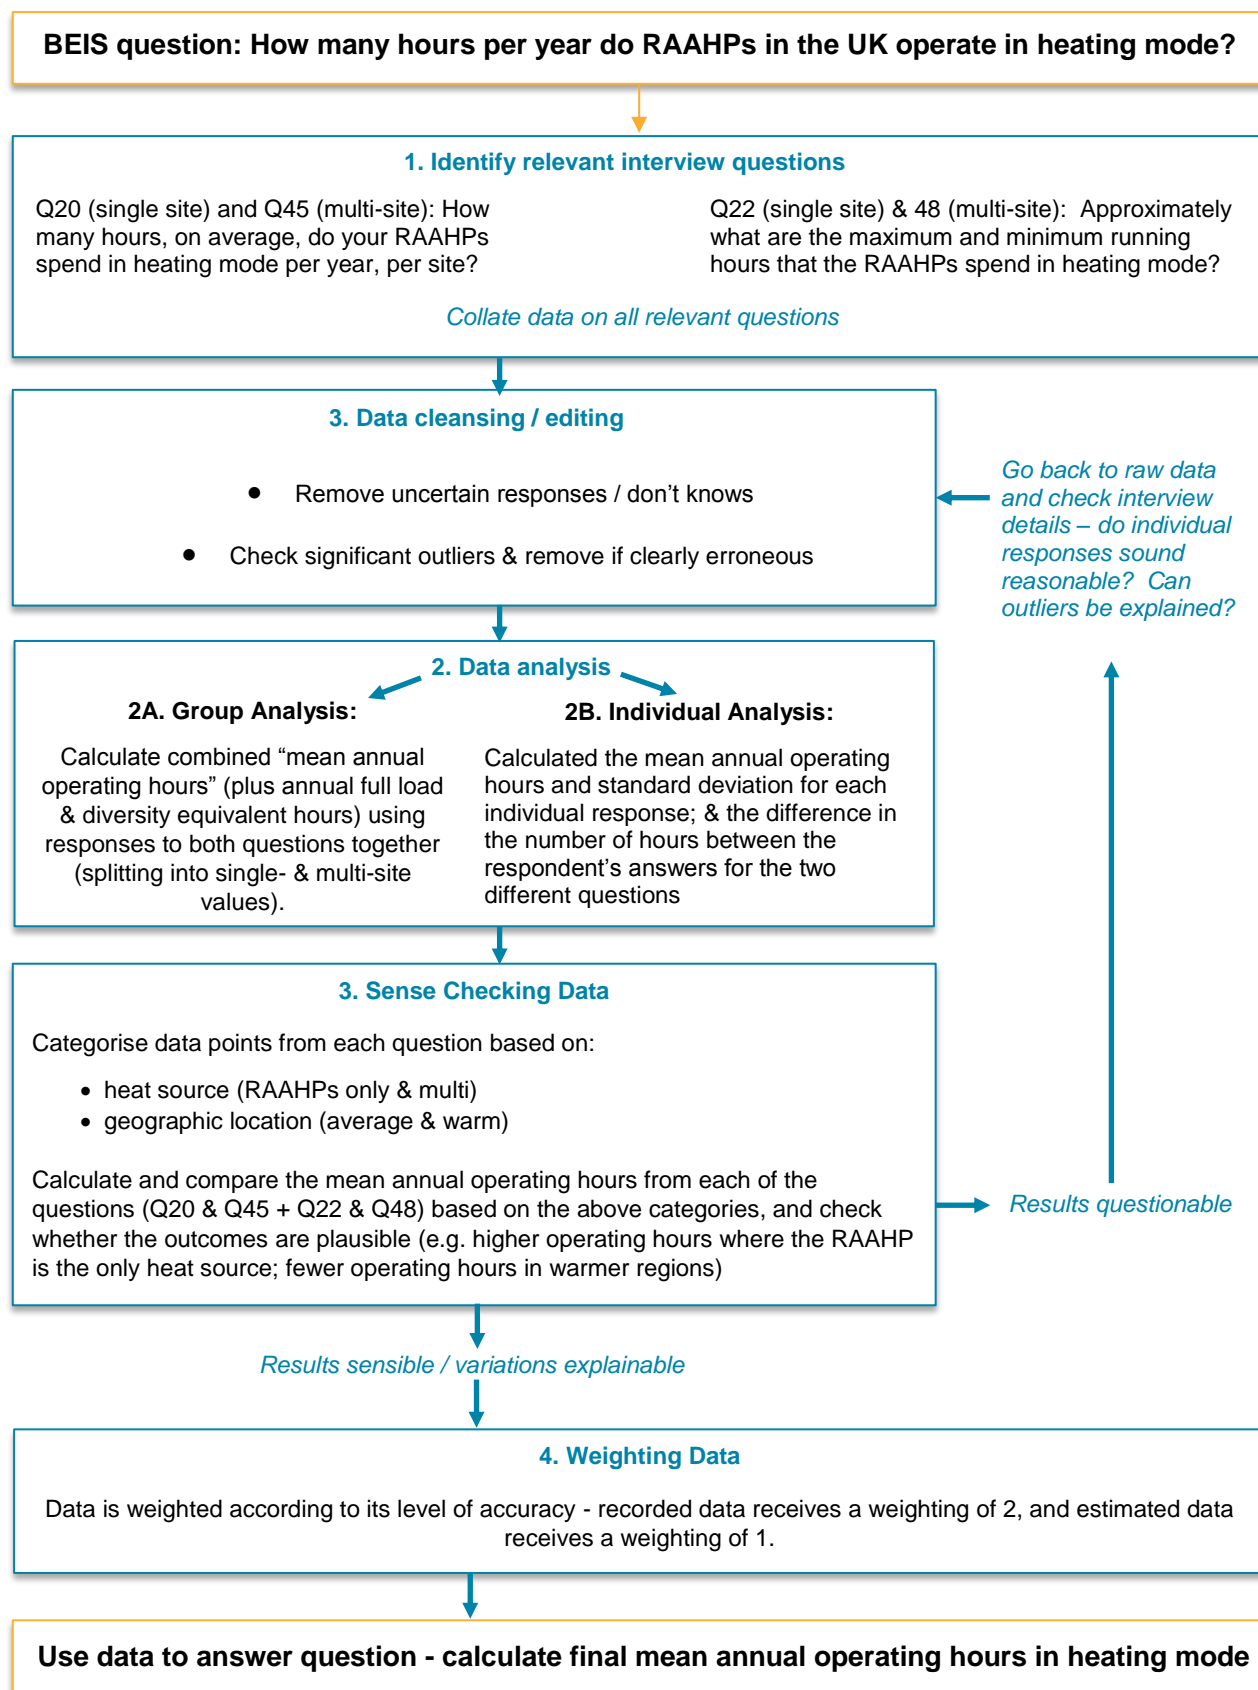 BEIS question: How many hours per year do RAAHPs in the UK operate in heating mode?
1. Identify relevant interview questions
Q20 (single site) and Q45 (multi-site): How
many hours, on average, do your RAAHPs
spend in heating mode per year, per site?
Q22 (single site) & 48 (multi-site):  Approximately
what are the maximum and minimum running
hours that the RAAHPs spend in heating mode?
Collate data on all relevant questions
3. Data cleansing / editing
● Remove uncertain responses / don’t knows
● Check significant outliers & remove if clearly erroneous
Go back to raw data
and check interview
details – do individual
responses sound
reasonable?  Can
outliers be explained?
2. Data analysis
2A. Group Analysis:
Calculate combined “mean annual
operating hours” (plus annual full load
& diversity equivalent hours) using
responses to both questions together
(splitting into single- & multi-site
values).
2B. Individual Analysis:
Calculated the mean annual operating
hours and standard deviation for each
individual response; & the difference in
the number of hours between the
respondent’s answers for the two
different questions
3. Sense Checking Data
Categorise data points from each question based on:
• heat source (RAAHPs only & multi)
• geographic location (average & warm)
Calculate and compare the mean annual operating hours from each of the
questions (Q20 & Q45 + Q22 & Q48) based on the above categories, and check
whether the outcomes are plausible (e.g. higher operating hours where the RAAHP
is the only heat source; fewer operating hours in warmer regions)
Results questionable
Results sensible / variations explainable
4. Weighting Data
Data is weighted according to its level of accuracy - recorded data receives a weighting of 2, and estimated data
receives a weighting of 1.
Use data to answer question - calculate final mean annual operating hours in heating mode